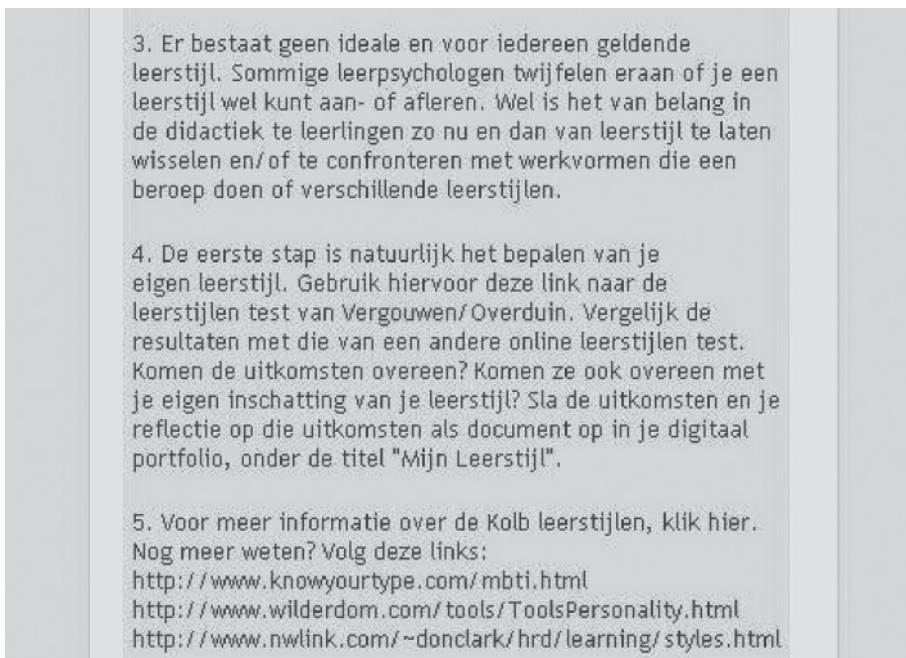 3. Er bestaat geen ideale en voor iedereen geldende
leerstijl. Sommige leerpsychologen twijfelen eraan of je een
leerstijl wel kunt aan- of afleren. Wel is het van belang in
de didactiek te leerlingen zo nu en dan van leerstijl te laten
wisselen en/of te confronteren met werkvormen die een
beroep doen of verschillende leerstijlen.
4. De eerste stap is natuurlijk het bepalen van je
eigen leerstijl. Gebruik hiervoor deze link naar de
leerstijlen test van Vergouwen/Overduin. Vergelijk de
resultaten met die van een andere online leerstijlen test.
Komen de uitkomsten overeen? Komen ze ook overeen met
je eigen inschatting van je leerstijl? Sla de uitkomsten en je
reflectie op die uitkomsten als document op in je digitaal
portfolio, onder de titel "Mijn Leerstijl".
5. Voor meer informatie over de Kolb leerstijlen, klik hier.
Nog meer weten? Volg deze links:
http://www.knowyourtype.com/mbti.html
http://www.wilderdom.com/tools/ToolsPersonality.html
http://www.nwlink.com/~donclark/hrd/learning/styles.html